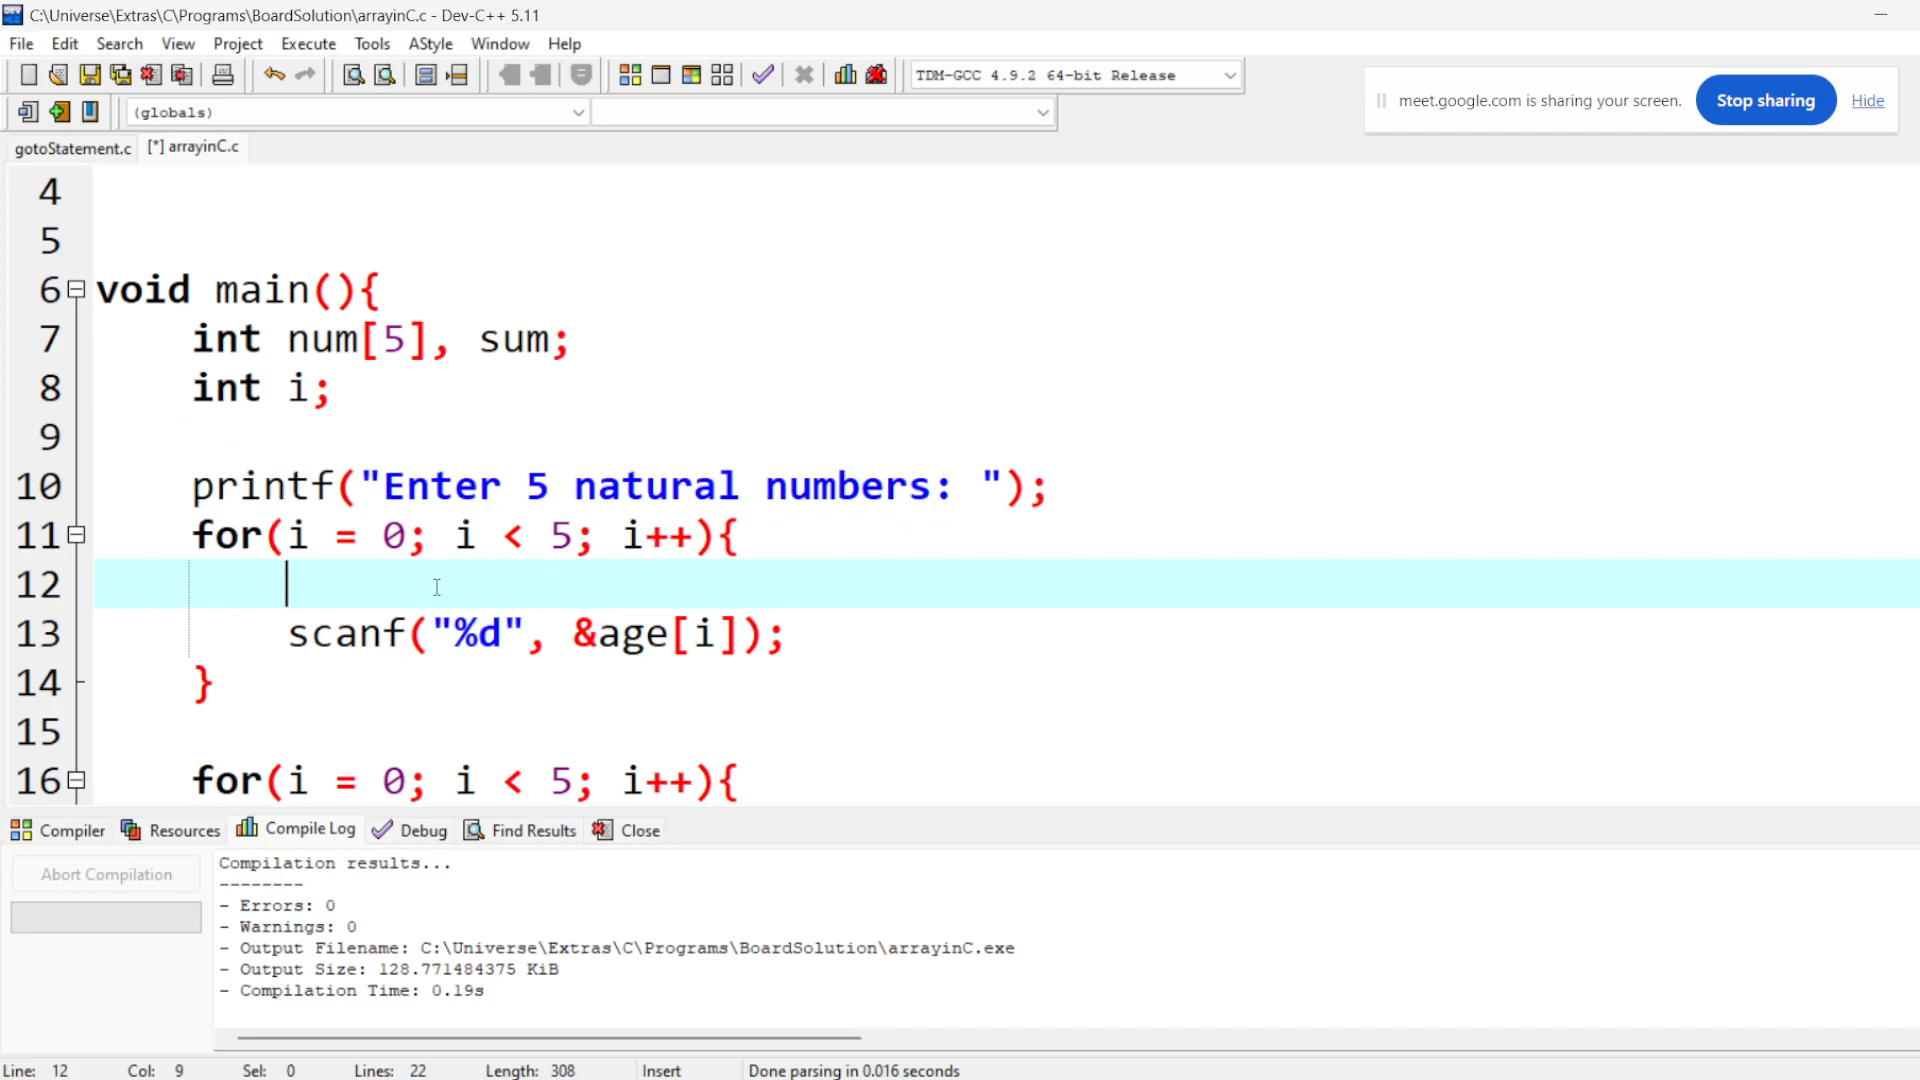 C:\Universe\Extras\C\Programs\BoardSolution\arrayinC.c - Dev-C++ 5.11
File Edit Search View Project Execute Tools AStyle Window Help
TDM-GCC 4.9.2 64-bit Release
meet.google.com is sharing your screen. Stop sharing Hide
(globals)
gotoStatement.c [*] arrayinC.c
4
5
6 void main(){
7 int num[5], sum;
8 int i;
9
10 printf("Enter 5 natural numbers: ");
11 for(i = 0; i < 5; i++){
12
13 scanf("%d", &age[i]);
14 }
15
16 for(i = 0; i < 5; i++){
Compiler Resources Compile Log Debug Find Results Close
Abort Compilation
Compilation results...
--------
- Errors: 0
- Warnings: 0
- Output Filename: C:\Universe\Extras\C\Programs\BoardSolution\arrayinC.exe
- Output Size: 128.771484375 KiB
- Compilation Time: 0.19s
Line: 12 Col: 9 Sel: 0 Lines: 22 Length: 308 Insert Done parsing in 0.016 seconds